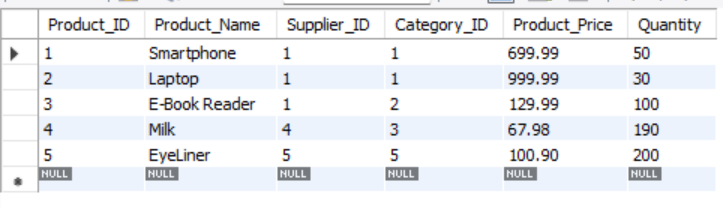 Product_ID Product_Name Supplier_ID Category_ID Product_Price Quantity
1 Smartphone 1 1 699.99 50
2 Laptop 1 1 999.99 30
3 E-Book Reader 1 2 129.99 100
4 Milk 4 3 67.98 190
5 EyeLiner 5 5 100.90 200
NULL NULL NULL NULL NULL NULL